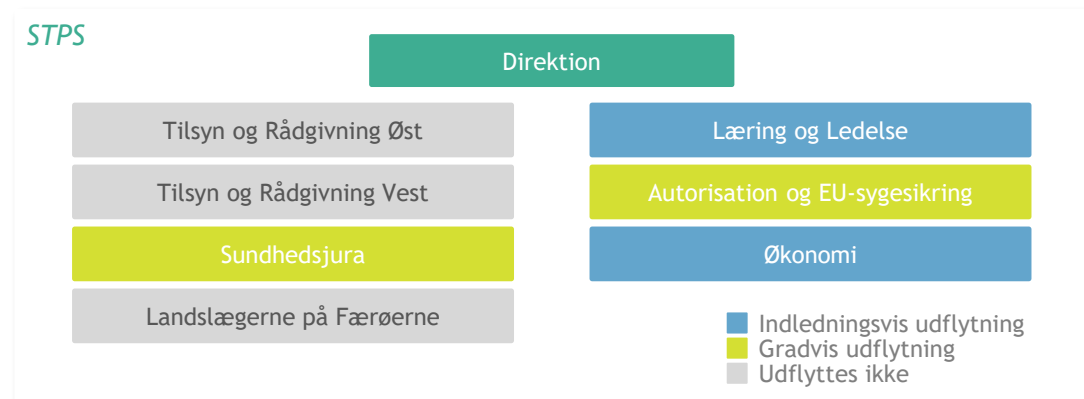 STPS
Direktion
Tilsyn og Rådgivning Øst
Tilsyn og Rådgivning Vest
Sundhedsjura
Landslægerne på Færøerne
Læring og Ledelse
Autorisation og EU-sygesikring
Økonomi
Indledningsvis udflytning
Gradvis udflytning
Udflyttes ikke